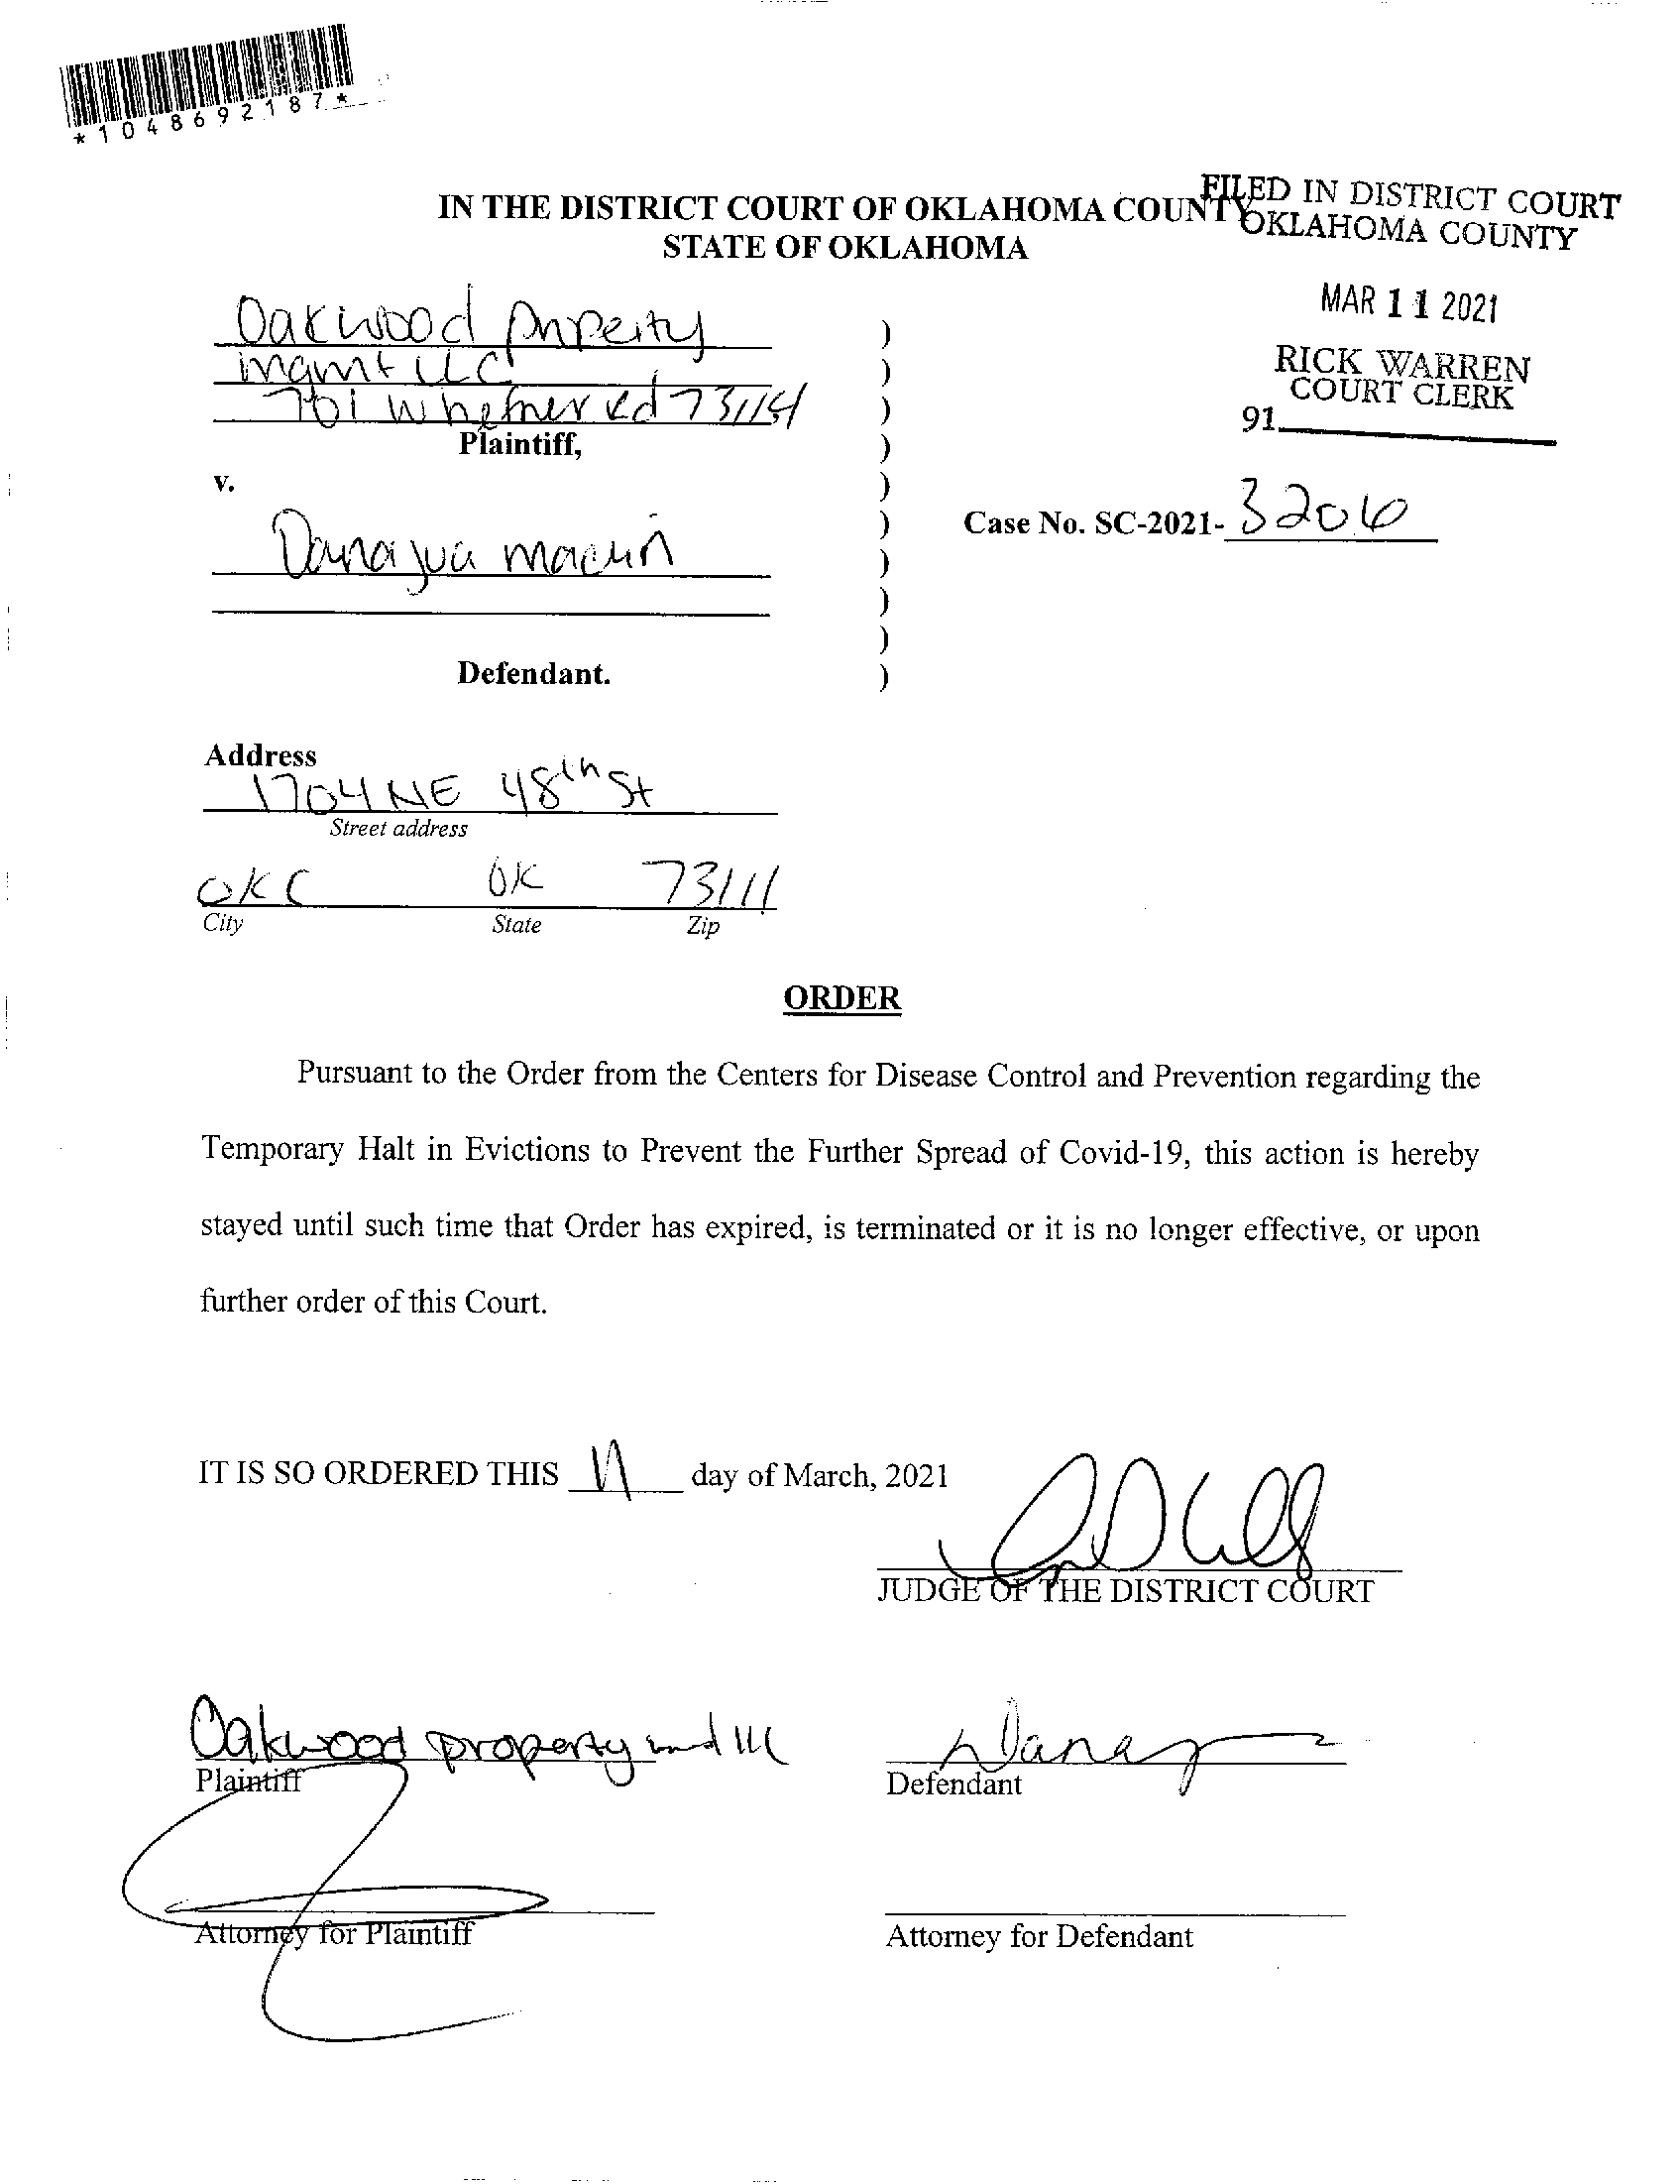 *1048692187*
IN THE DISTRICT COURT OF OKLAHOMA COUNTY
STATE OF OKLAHOMA
FILED IN DISTRICT COURT
OKLAHOMA COUNTY
MAR 11 2021
RICK WARREN
COURT CLERK
91
Oakwood Property
mgmt LLC
701 W hefner rd 73114
Plaintiff,
v.
Case No. SC-2021-3206
Defendant.
Address
1704 NE 48th St
Street address
OKC OK 73111
City State Zip
ORDER
Pursuant to the Order from the Centers for Disease Control and Prevention regarding the
Temporary Halt in Evictions to Prevent the Further Spread of Covid-19, this action is hereby
stayed until such time that Order has expired, is terminated or it is no longer effective, or upon
further order of this Court.
IT IS SO ORDERED THIS 11 day of March, 2021
JUDGE OF THE DISTRICT COURT
Oakwood property
Plaintiff
Defendant
Attorney for Plaintiff
Attorney for Defendant